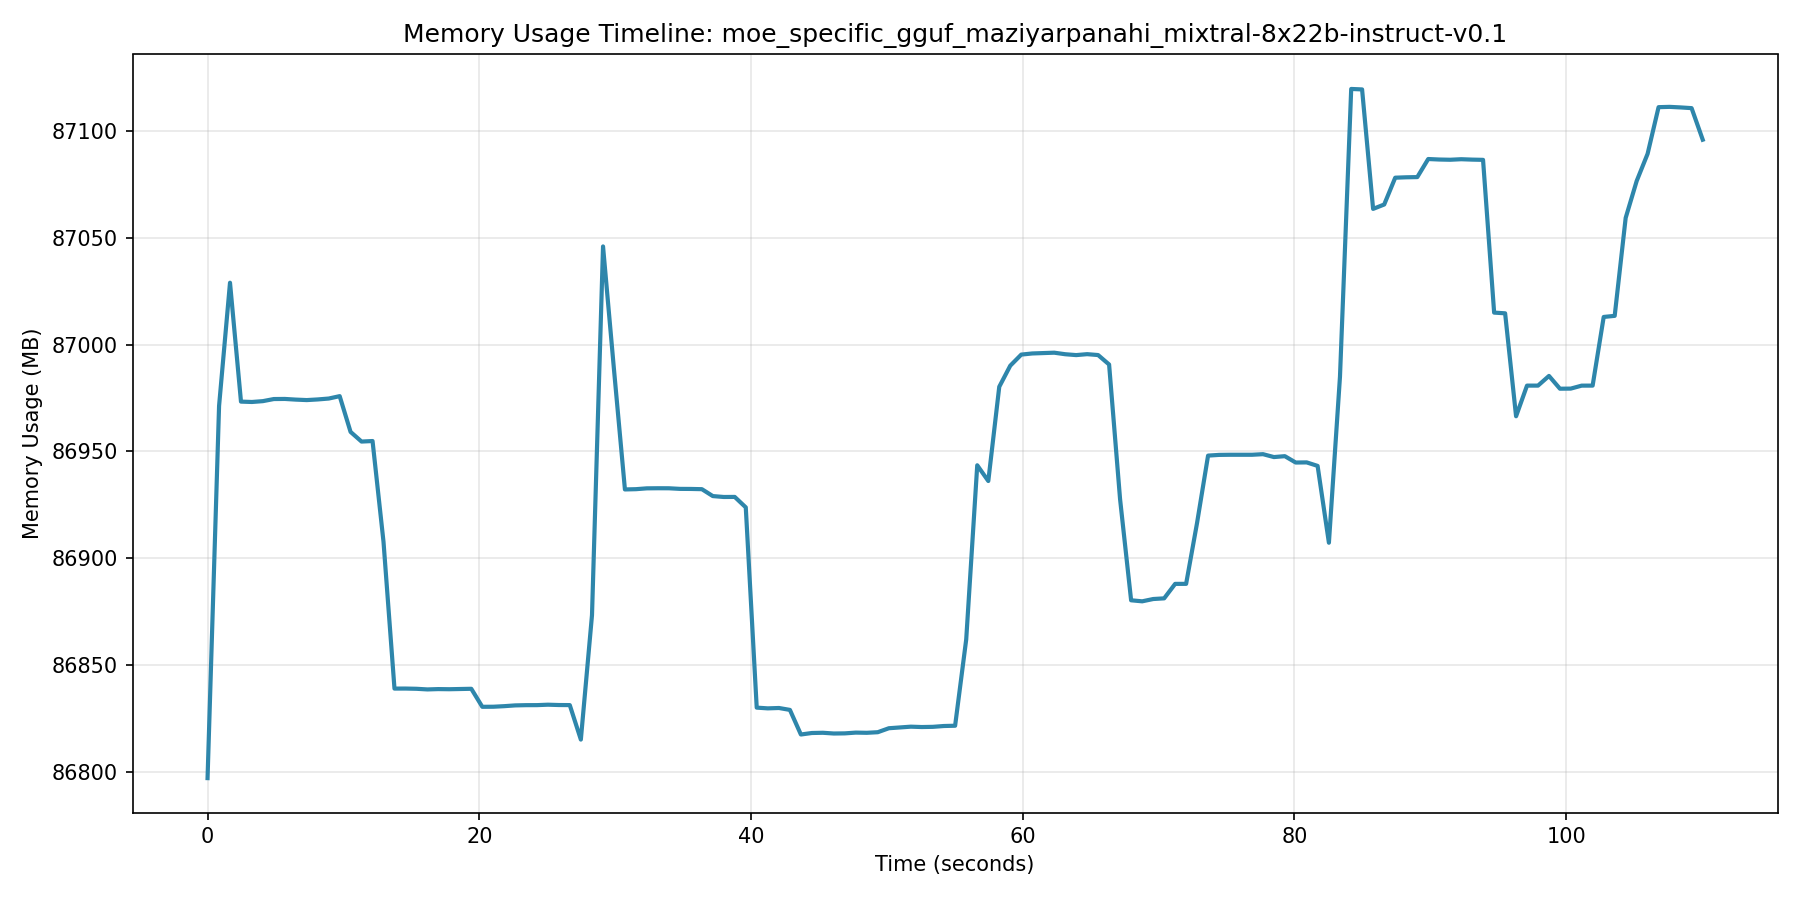 Memory Usage Timeline: moe_specific_gguf_maziyarpanahi_mixtral-8x22b-instruct-v0.1
Memory Usage (MB)
87100
87050
87000
86950
86900
86850
86800
0 20 40 60 80 100
Time (seconds)